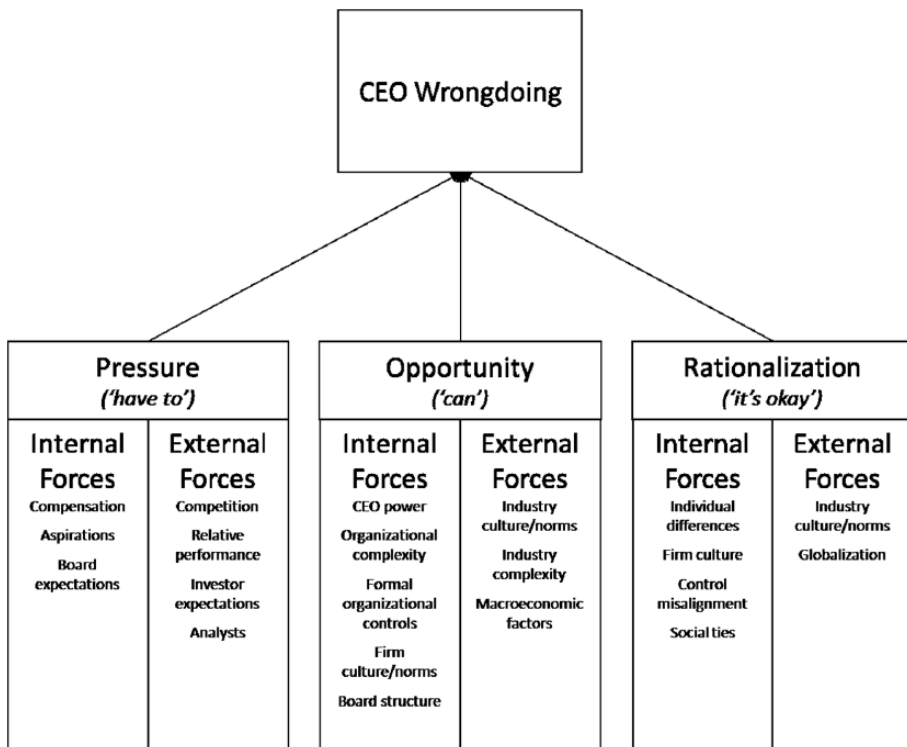 CEO Wrongdoing
Pressure
(‘have to’)
Internal
Forces
Compensation
Aspirations
Board
expectations
External
Forces
Competition
Relative
performance
Investor
expectations
Analysts
Opportunity
(‘can’)
Internal
Forces
CEO power
Organizational
complexity
Formal
organizational
controls
Firm
culture/norms
Board structure
External
Forces
Industry
culture/norms
Industry
complexity
Macroeconomic
factors
Rationalization
(‘it’s okay’)
Internal
Forces
Individual
differences
Firm culture
Control
misalignment
Social ties
External
Forces
Industry
culture/norms
Globalization